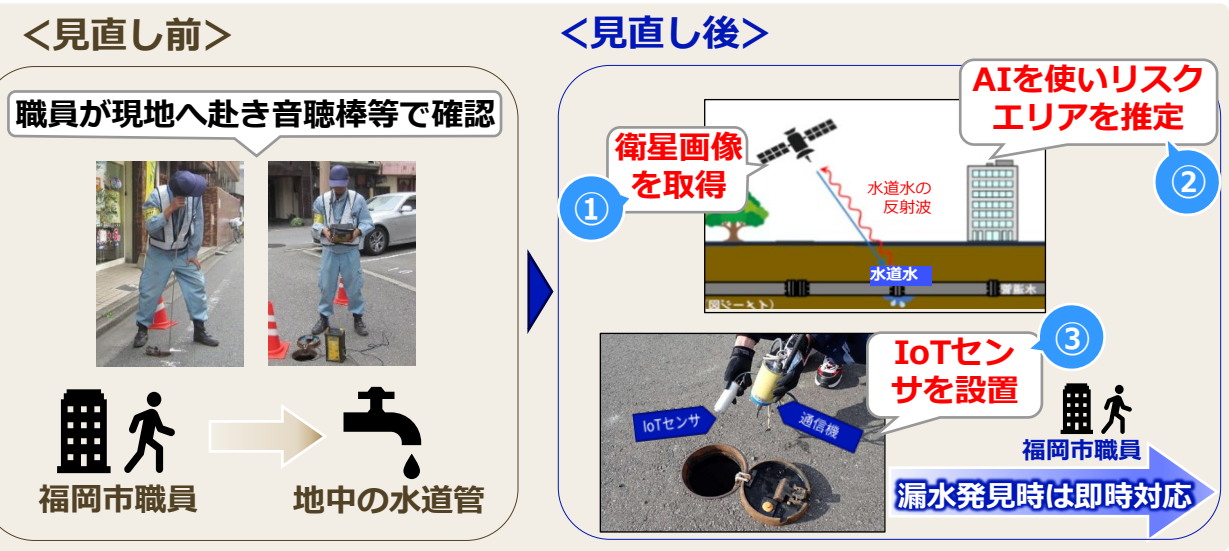 ＜見直し前＞
職員が現地へ赴き音聴棒等で確認
福岡市職員
地中の水道管
＜見直し後＞
①
衛星画像
を取得
AIを使いリスク
エリアを推定
②
水道水の
反射波
水道水
③
IoTセン
サを設置
IoTセンサ
通信機
福岡市職員
漏水発見時は即時対応